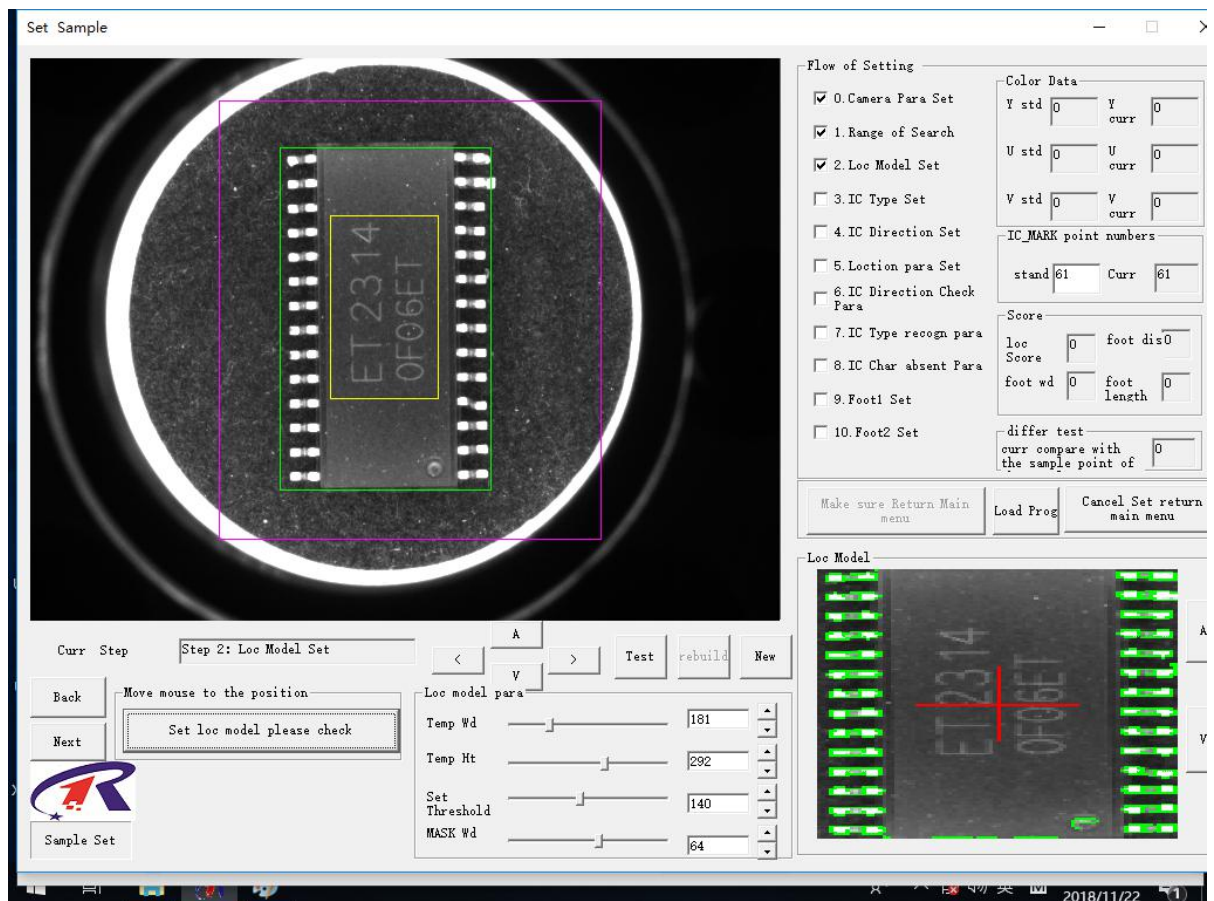 Set Sample
ET2314
0F06ET
Flow of Setting
0.Camera Para Set
1.Range of Search
2.Loc Model Set
3.IC Type Set
4.IC Direction Set
5.Loction para Set
6.IC Direction Check
Para
7.IC Type recogn para
8.IC Char absent Para
9.Foot1 Set
10.Foot2 Set
Color Data
Y std 0 Y curr 0
U std 0 U curr 0
V std 0 V curr 0
IC_MARK point numbers
stand 61 Curr 61
Score
loc Score 0 foot dis 0
foot wd 0 foot length 0
differ test
curr compare with
the sample point of
0
Make sure Return Main
menu
Load Prog
Cancel Set return
main menu
Loc Model
ET2314
0F06ET
A
V
Curr Step Step 2: Loc Model Set
A
< >
V
Test rebuild New
Back
Next
Move mouse to the position
Set loc model please check
Loc model para
Temp Wd 181
Temp Ht 292
Set Threshold 140
MASK Wd 64
Sample Set
英 M
2018/11/22
1